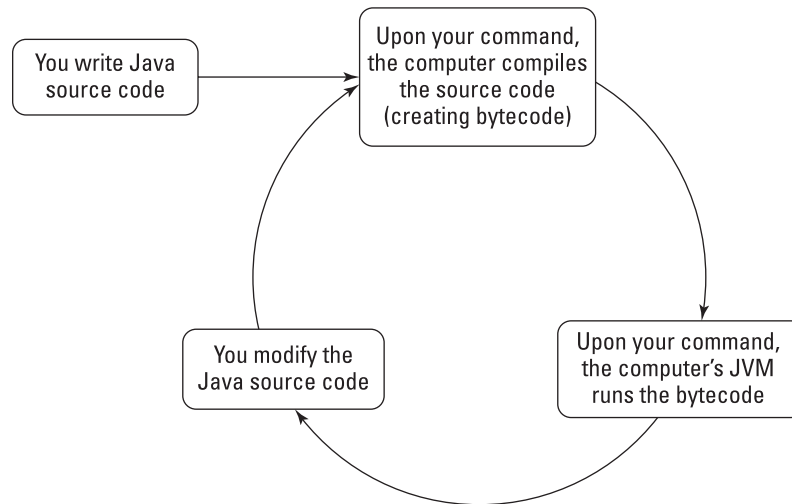 You write Java
source code
Upon your command,
the computer compiles
the source code
(creating bytecode)
You modify the
Java source code
Upon your command,
the computer’s JVM
runs the bytecode